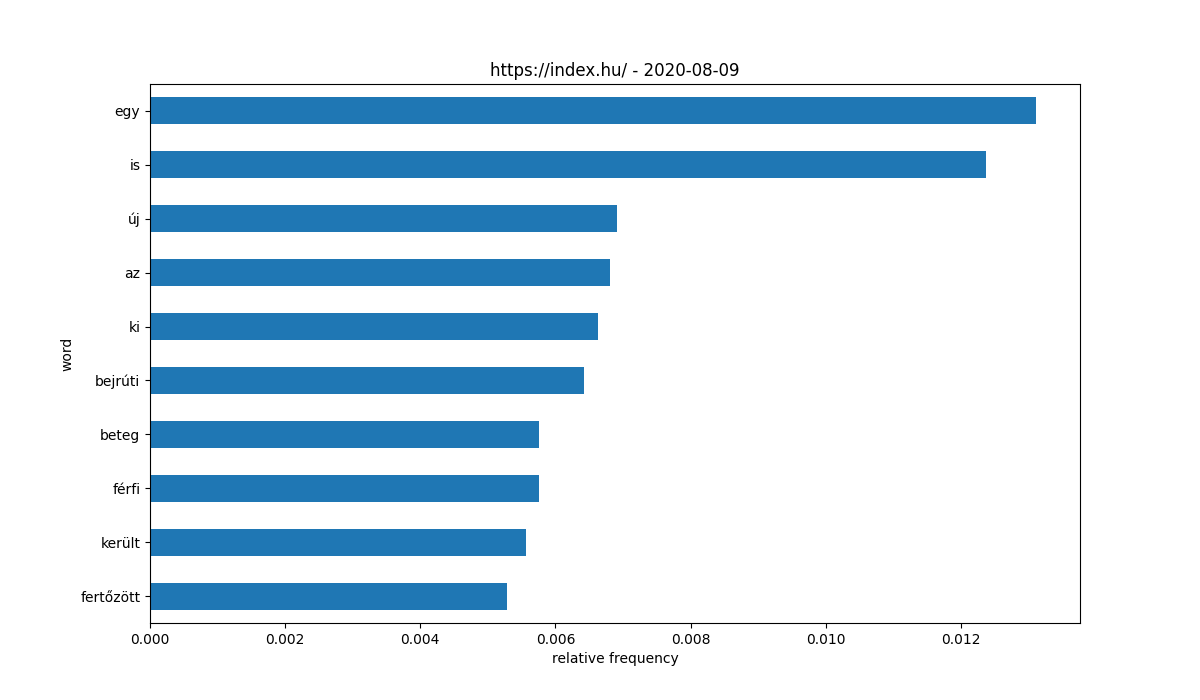 https://index.hu/ - 2020-08-09
egy
is
új
az
ki
bejrúti
beteg
férfi
került
fertőzött
word
0.000 0.002 0.004 0.006 0.008 0.010 0.012
relative frequency